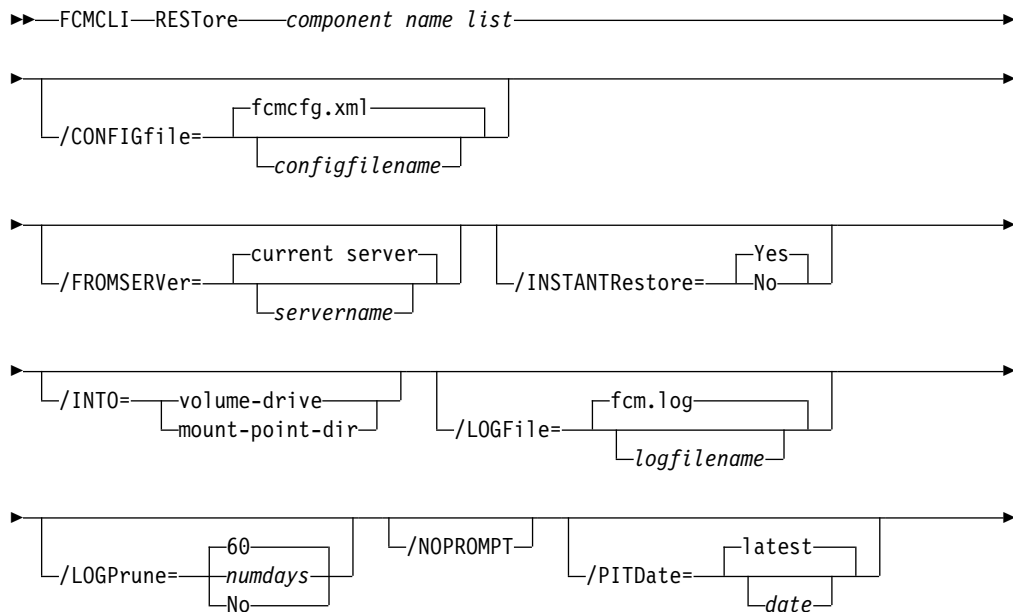 FCMCLI RESTore component name list
fcmcfg.xml
/CONFIGfile=
configfilename
current server Yes
/FROMSERVer= /INSTANTRestore= No
servername
/INTO= volume-drive fcm.log
mount-point-dir /LOGFile=
logfilename
60 /NOPROMPT latest
/LOGPrune= numdays /PITDate=
No date